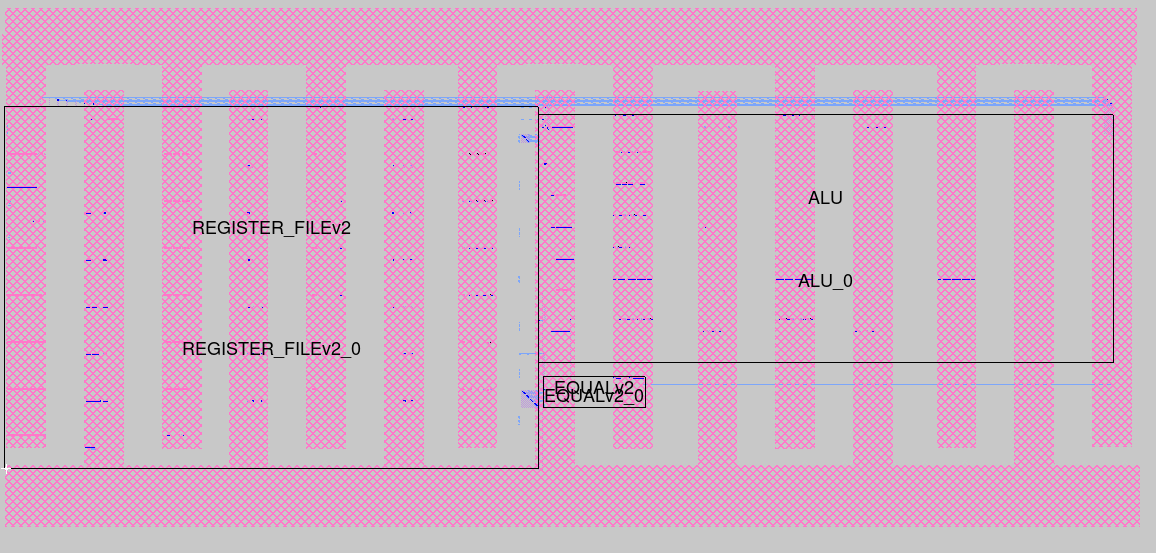 REGISTER_FILEv2
REGISTER_FILEv2_0
ALU
ALU_0
EQUALv2
EQUALv2_0